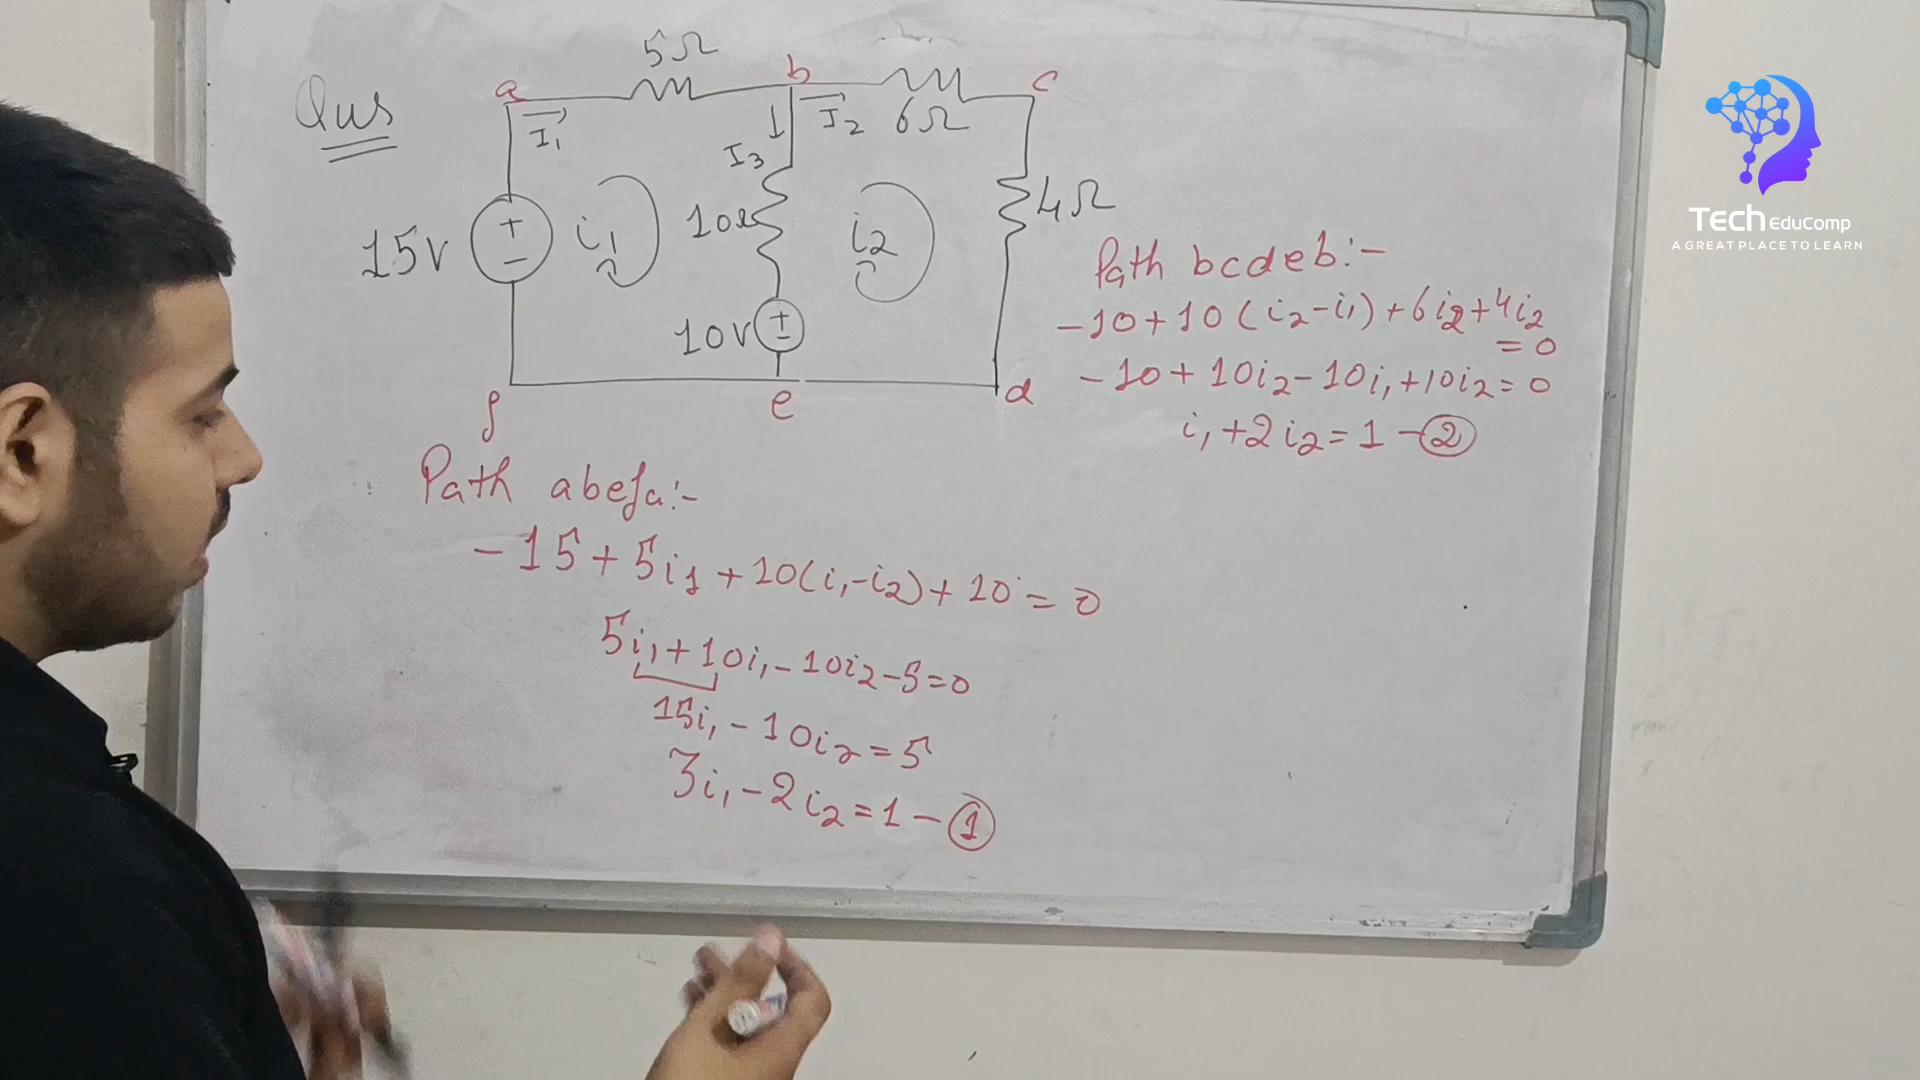 Qus
5Ω
a
b
c
I₁
I₂
6Ω
I₃
15v
+
−
i₁
10Ω
i₂
4Ω
10v
+
−
f
e
d
Path bcdeb:-
-10+10(i₂-i₁)+6i₂+4i₂
=0
-10+10i₂-10i₁+10i₂=0
i₁+2i₂=1 -②
Path abefa:-
-15+5i₁+10(i₁-i₂)+10=0
5i₁+10i₁-10i₂-5=0
15i₁-10i₂=5
3i₁-2i₂=1-①
Tech EduComp
A GREAT PLACE TO LEARN